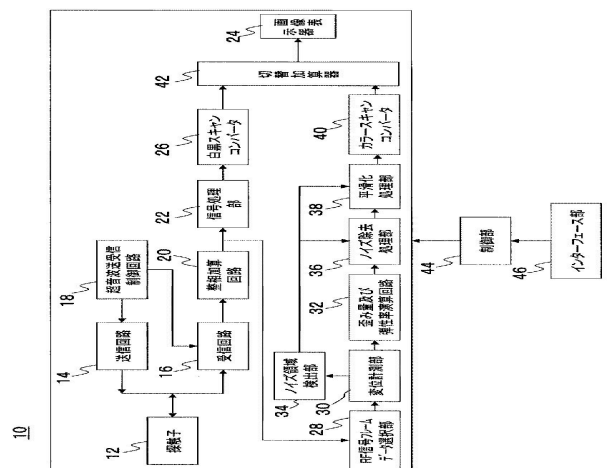 10
12
探触子
14
送信回路
16
受信回路
18
超音波送受信
制御回路
20
整相加算
回路
22
信号処理
部
26
白黒スキャン
コンバータ
42
切替加算器
24
画像表
示器
28
RF信号フレーム
データ選択部
30
変位計測部
34
ノイズ領域
検出部
32
歪み量及び
弾性率演算回路
36
ノイズ除去
処理部
38
平滑化
処理部
40
カラースキャン
コンバータ
44
制御部
46
インターフェース部